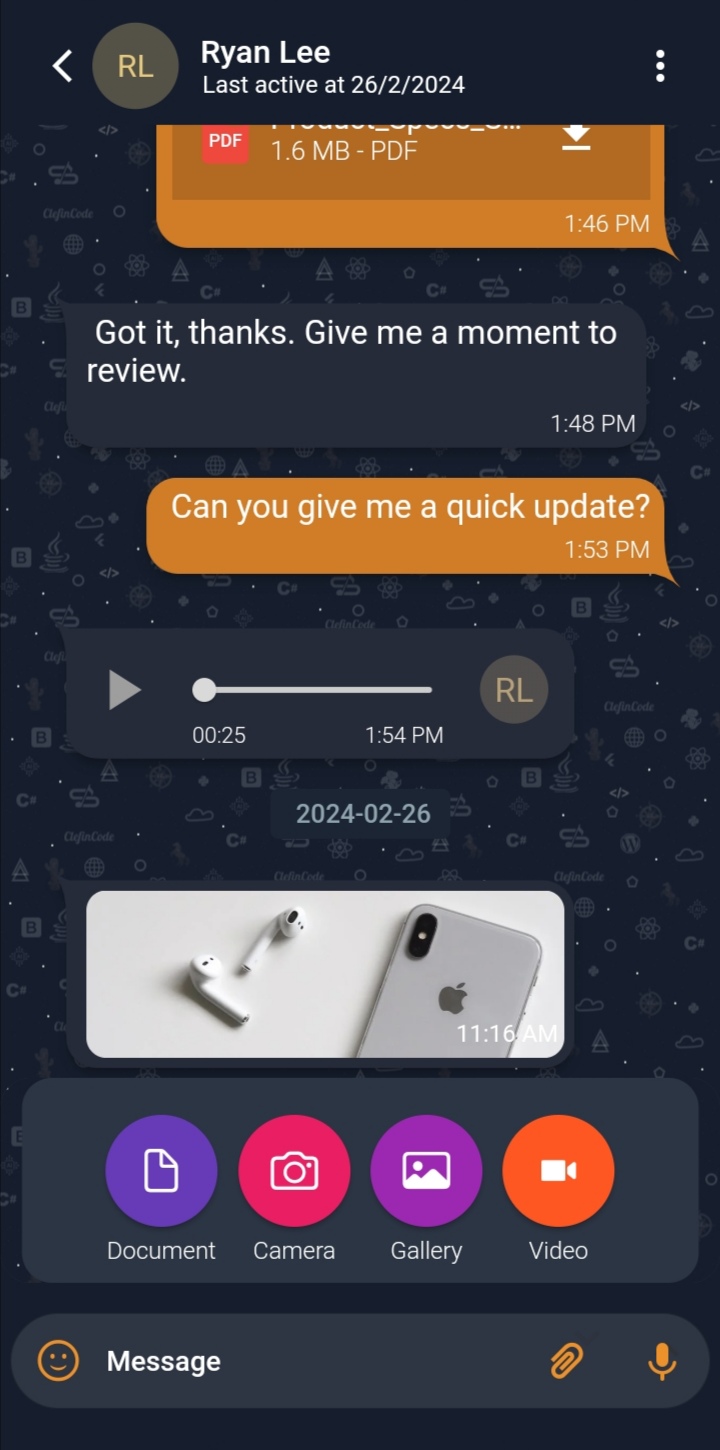 RL
Ryan Lee
Last active at 26/2/2024
PDF
1.6 MB - PDF
1:46 PM
Got it, thanks. Give me a moment to
review.
1:48 PM
Can you give me a quick update?
1:53 PM
RL
00:25 1:54 PM
2024-02-26
11:16 AM
Document Camera Gallery Video
Message